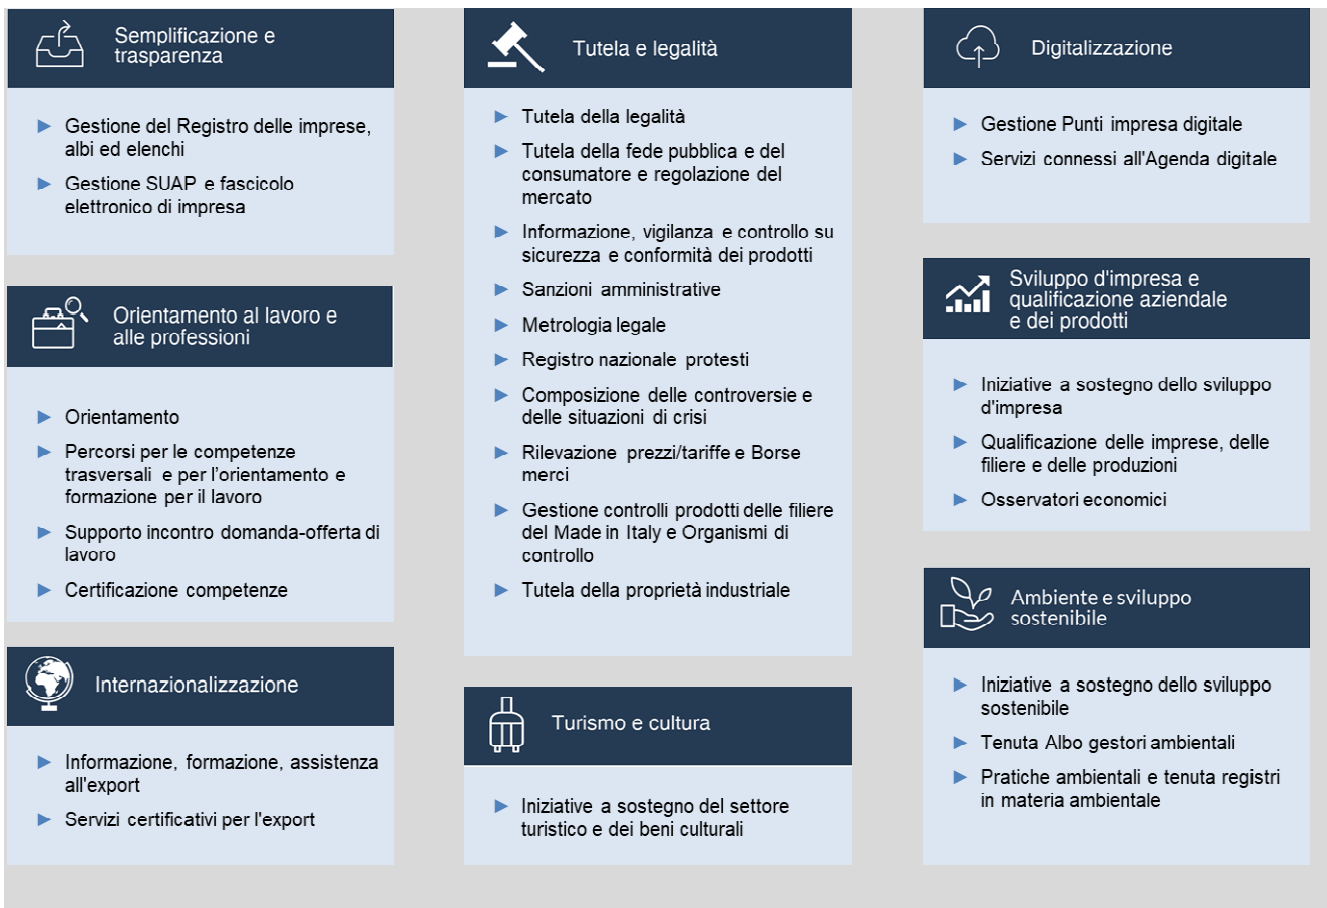 Semplificazione e
trasparenza
Gestione del Registro delle imprese,
albi ed elenchi
Gestione SUAP e fascicolo
elettronico di impresa
Orientamento al lavoro e
alle professioni
Orientamento
Percorsi per le competenze
trasversali e per l'orientamento e
formazione per il lavoro
Supporto incontro domanda-offerta di
lavoro
Certificazione competenze
Internazionalizzazione
Informazione, formazione, assistenza
all'export
Servizi certificativi per l'export
Tutela e legalità
Tutela della legalità
Tutela della fede pubblica e del
consumatore e regolazione del
mercato
Informazione, vigilanza e controllo su
sicurezza e conformità dei prodotti
Sanzioni amministrative
Metrologia legale
Registro nazionale protesti
Composizione delle controversie e
delle situazioni di crisi
Rilevazione prezzi/tariffe e Borse
merci
Gestione controlli prodotti delle filiere
del Made in Italy e Organismi di
controllo
Tutela della proprietà industriale
Turismo e cultura
Iniziative a sostegno del settore
turistico e dei beni culturali
Digitalizzazione
Gestione Punti impresa digitale
Servizi connessi all'Agenda digitale
Sviluppo d'impresa e
qualificazione aziendale
e dei prodotti
Iniziative a sostegno dello sviluppo
d'impresa
Qualificazione delle imprese, delle
filiere e delle produzioni
Osservatori economici
Ambiente e sviluppo
sostenibile
Iniziative a sostegno dello sviluppo
sostenibile
Tenuta Albo gestori ambientali
Pratiche ambientali e tenuta registri
in materia ambientale